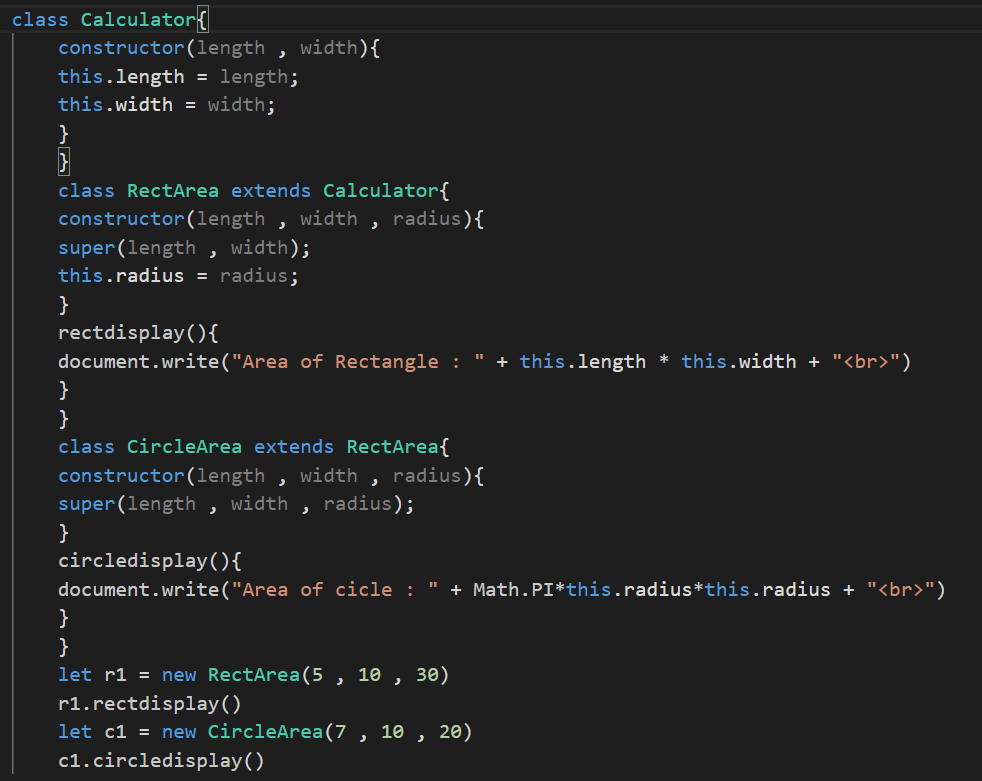 class Calculator{
constructor(length , width){
this.length = length;
this.width = width;
}
}
class RectArea extends Calculator{
constructor(length , width , radius){
super(length , width);
this.radius = radius;
}
rectdisplay(){
document.write("Area of Rectangle : " + this.length * this.width + "<br>")
}
}
class CircleArea extends RectArea{
constructor(length , width , radius){
super(length , width , radius);
}
circledisplay(){
document.write("Area of cicle : " + Math.PI*this.radius*this.radius + "<br>")
}
}
let r1 = new RectArea(5 , 10 , 30)
r1.rectdisplay()
let c1 = new CircleArea(7 , 10 , 20)
c1.circledisplay()